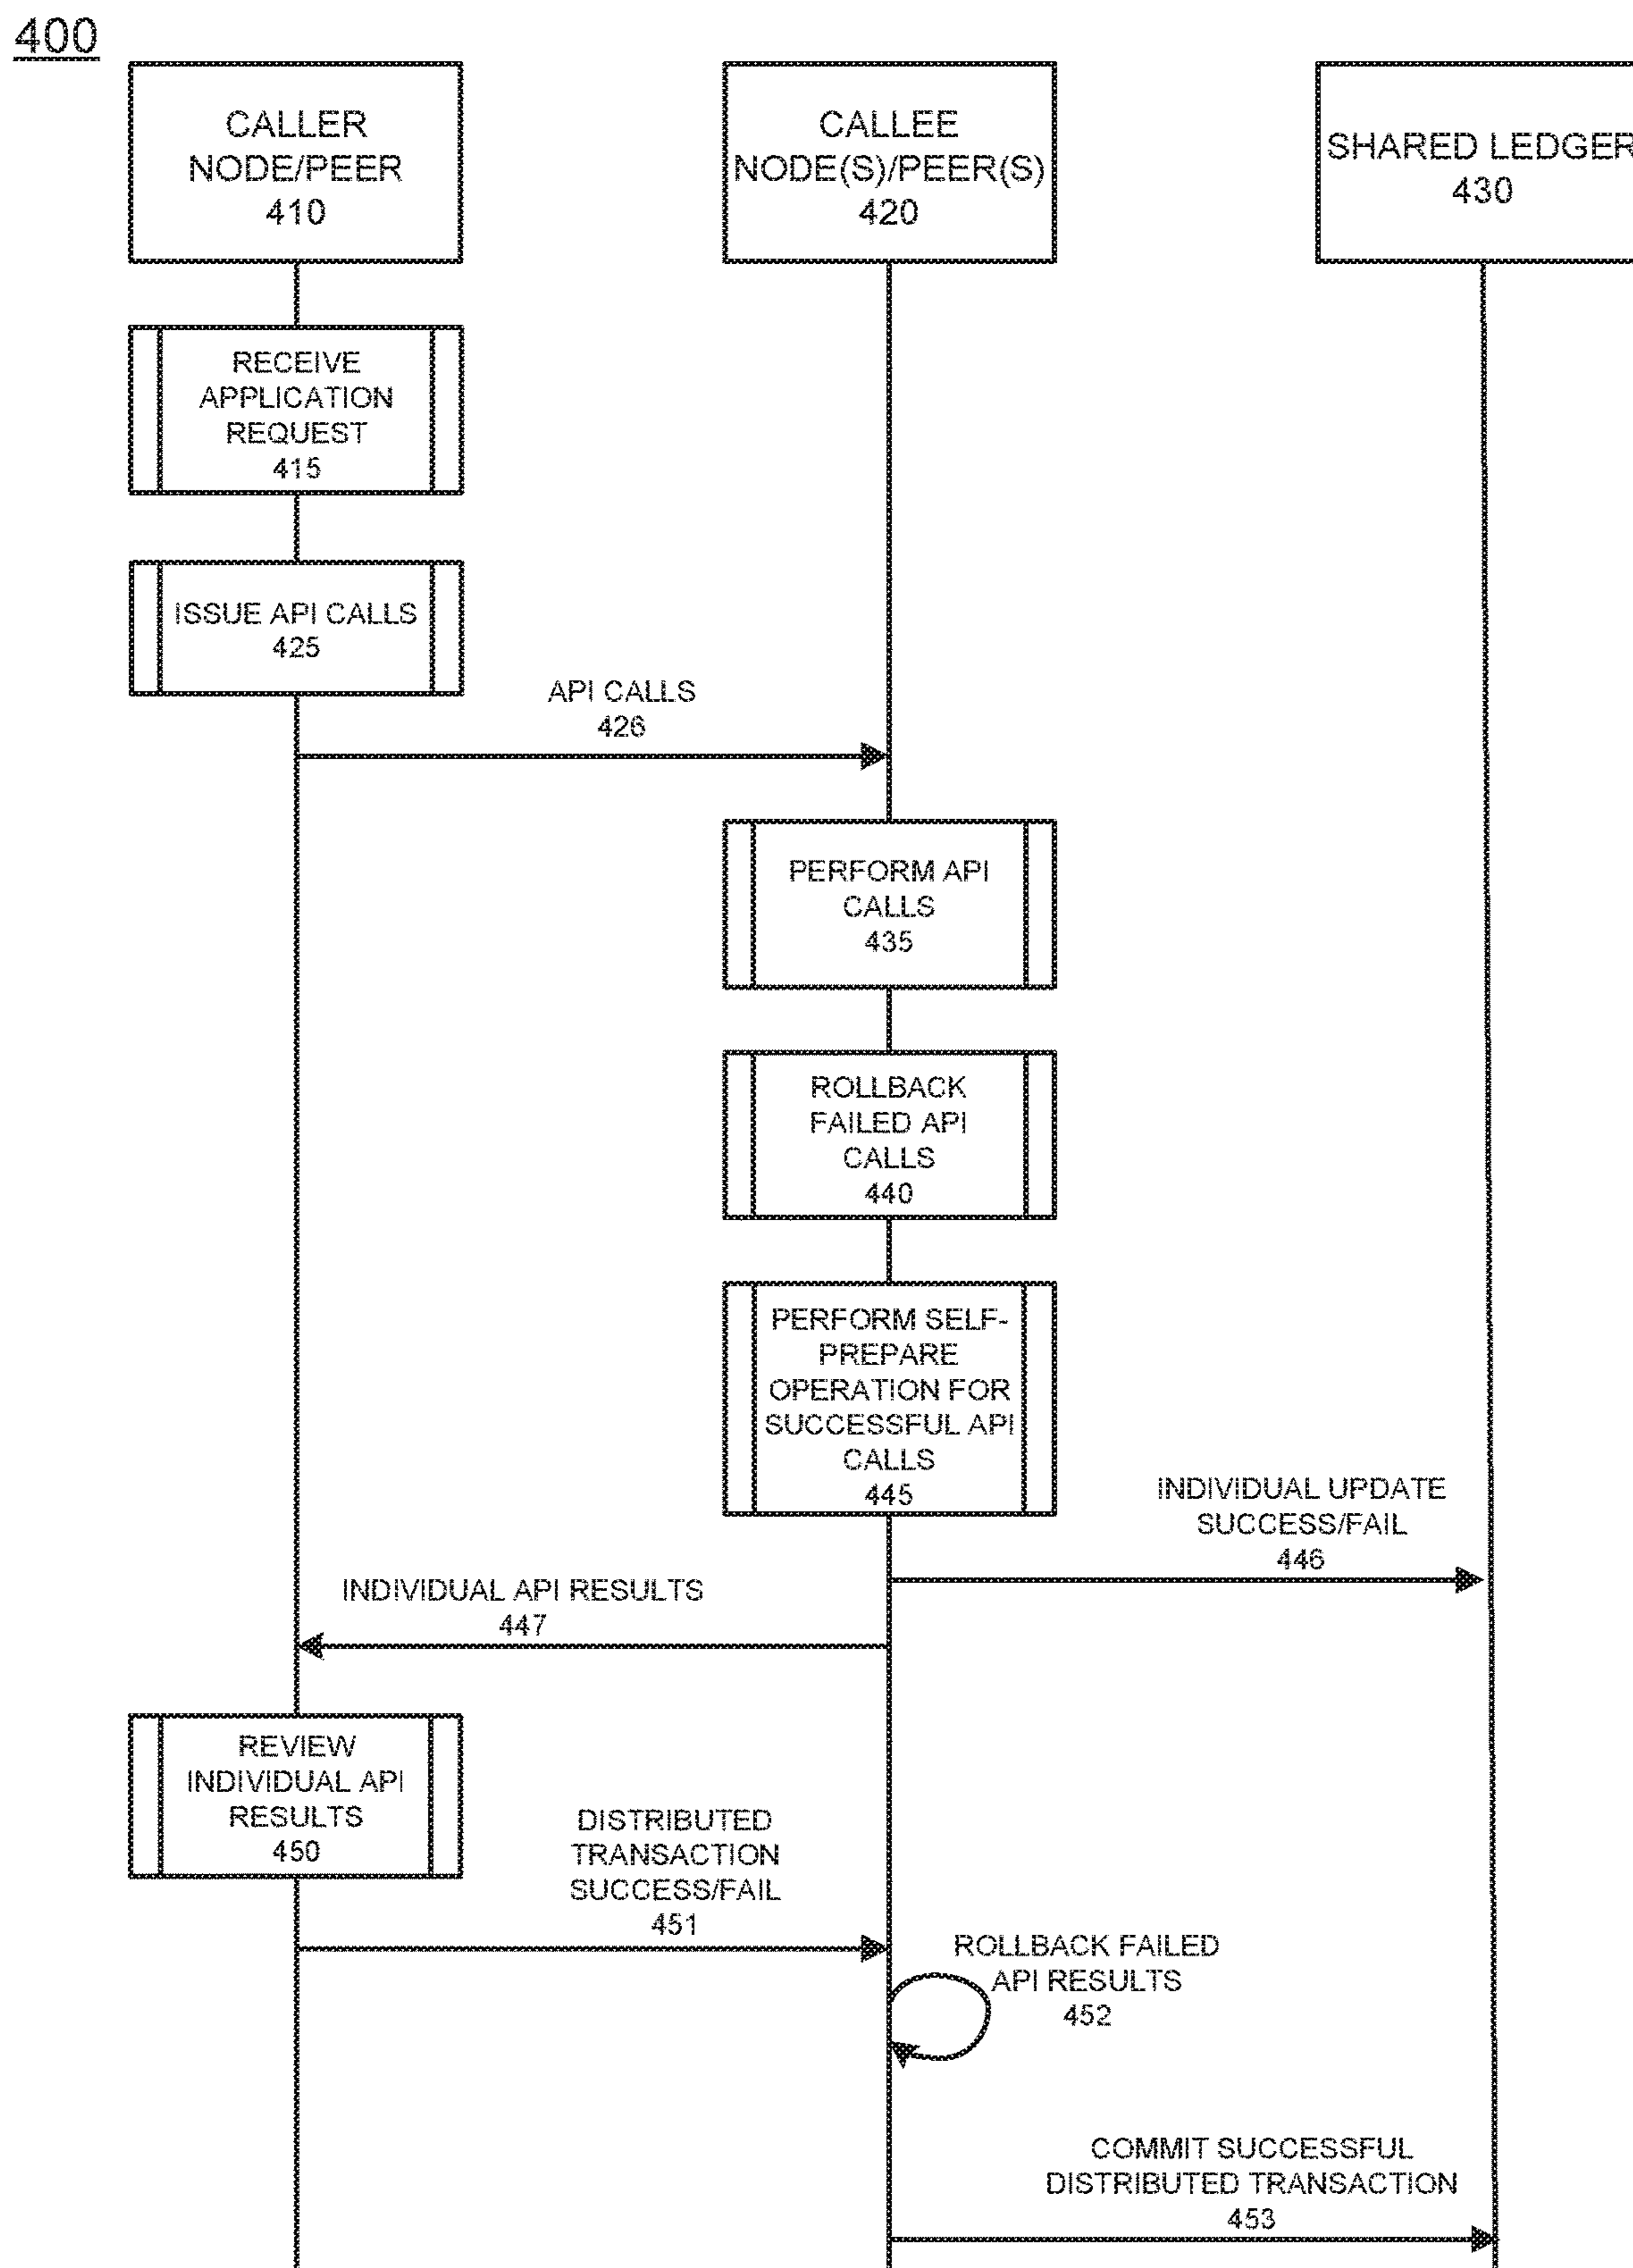 400
CALLER
NODE/PEER
410
CALLEE
NODE(S)/PEER(S)
420
SHARED LEDGER
430
RECEIVE
APPLICATION
REQUEST
415
ISSUE API CALLS
425
API CALLS
426
PERFORM API
CALLS
435
ROLLBACK
FAILED API
CALLS
440
PERFORM SELF-
PREPARE
OPERATION FOR
SUCCESSFUL API
CALLS
445
INDIVIDUAL UPDATE
SUCCESS/FAIL
446
INDIVIDUAL API RESULTS
447
REVIEW
INDIVIDUAL API
RESULTS
450
DISTRIBUTED
TRANSACTION
SUCCESS/FAIL
451
ROLLBACK FAILED
API RESULTS
452
COMMIT SUCCESSFUL
DISTRIBUTED TRANSACTION
453